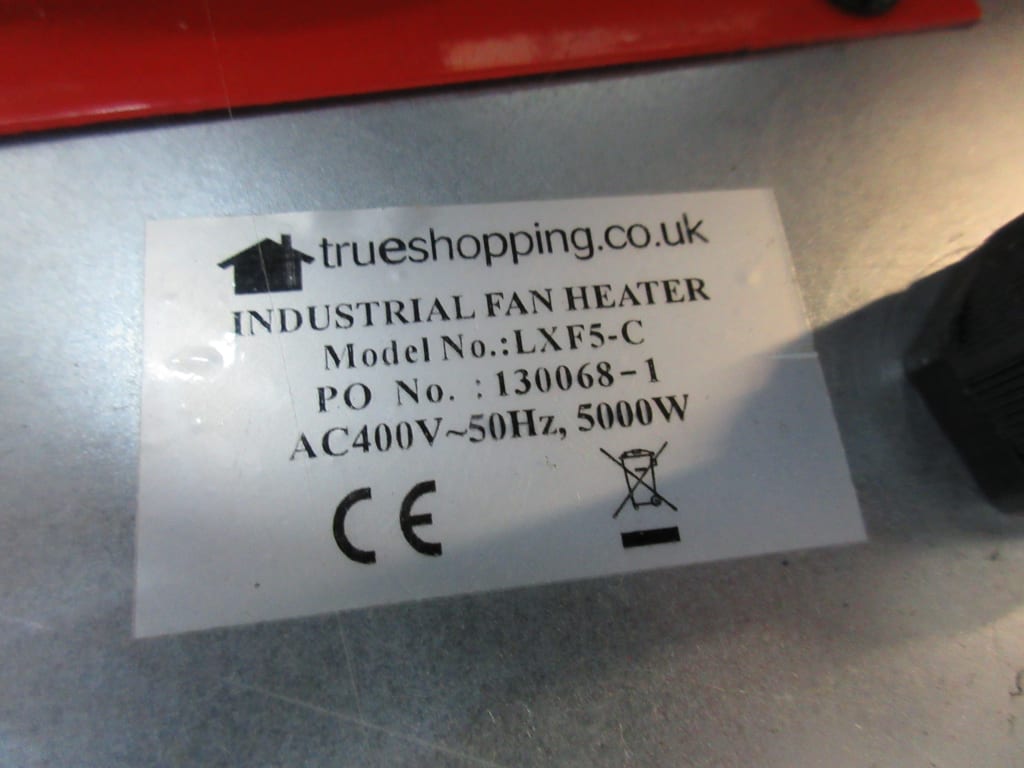 trueshopping.co.uk
INDUSTRIAL FAN HEATER
Model No.:LXF5-C
PO No. :130068-1
AC400V~50Hz, 5000W
CE